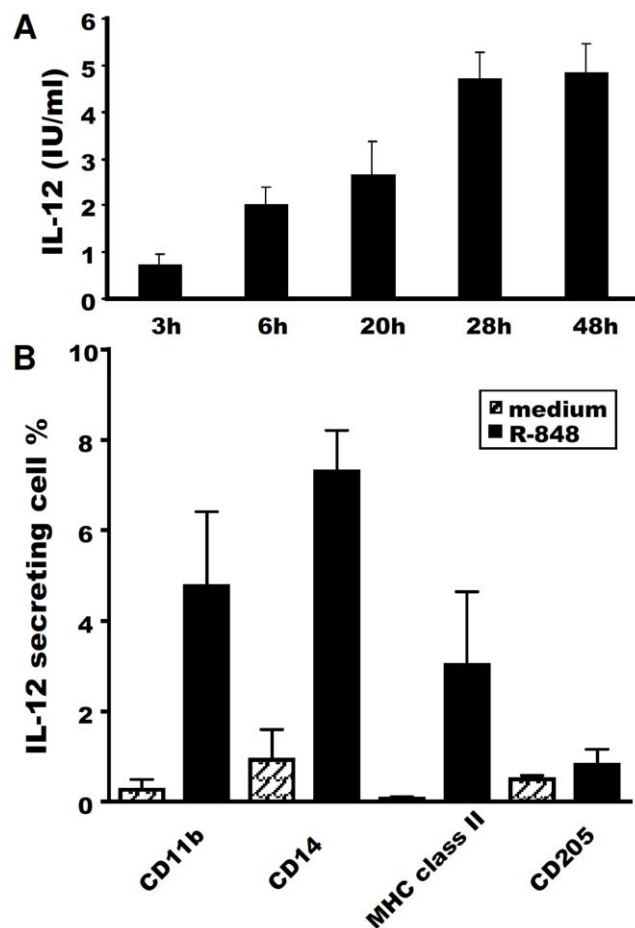 A
IL-12 (IU/ml)
6
5
4
3
2
1
0
3h 6h 20h 28h 48h
B
IL-12 secreting cell %
10
8
6
4
2
0
medium
R-848
CD11b
CD14
MHC class II
CD205